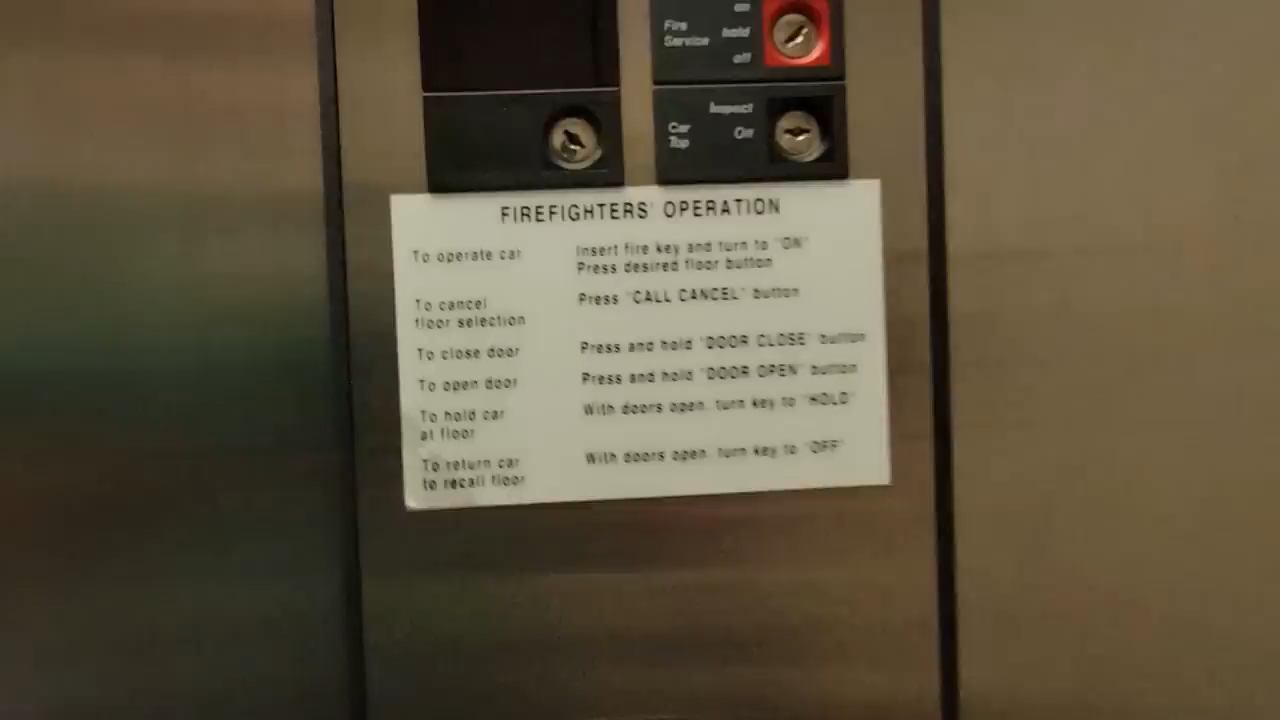 on
Fire
Service
hold
off
Inspect
Car
Top
On
FIREFIGHTERS' OPERATION
To operate car
Insert fire key and turn to "ON"
Press desired floor button
To cancel
floor selection
Press "CALL CANCEL" button
To close door
Press and hold "DOOR CLOSE" button
To open door
Press and hold "DOOR OPEN" button
To hold car
at floor
With doors open, turn key to "HOLD"
To return car
to recall floor
With doors open, turn key to "OFF"